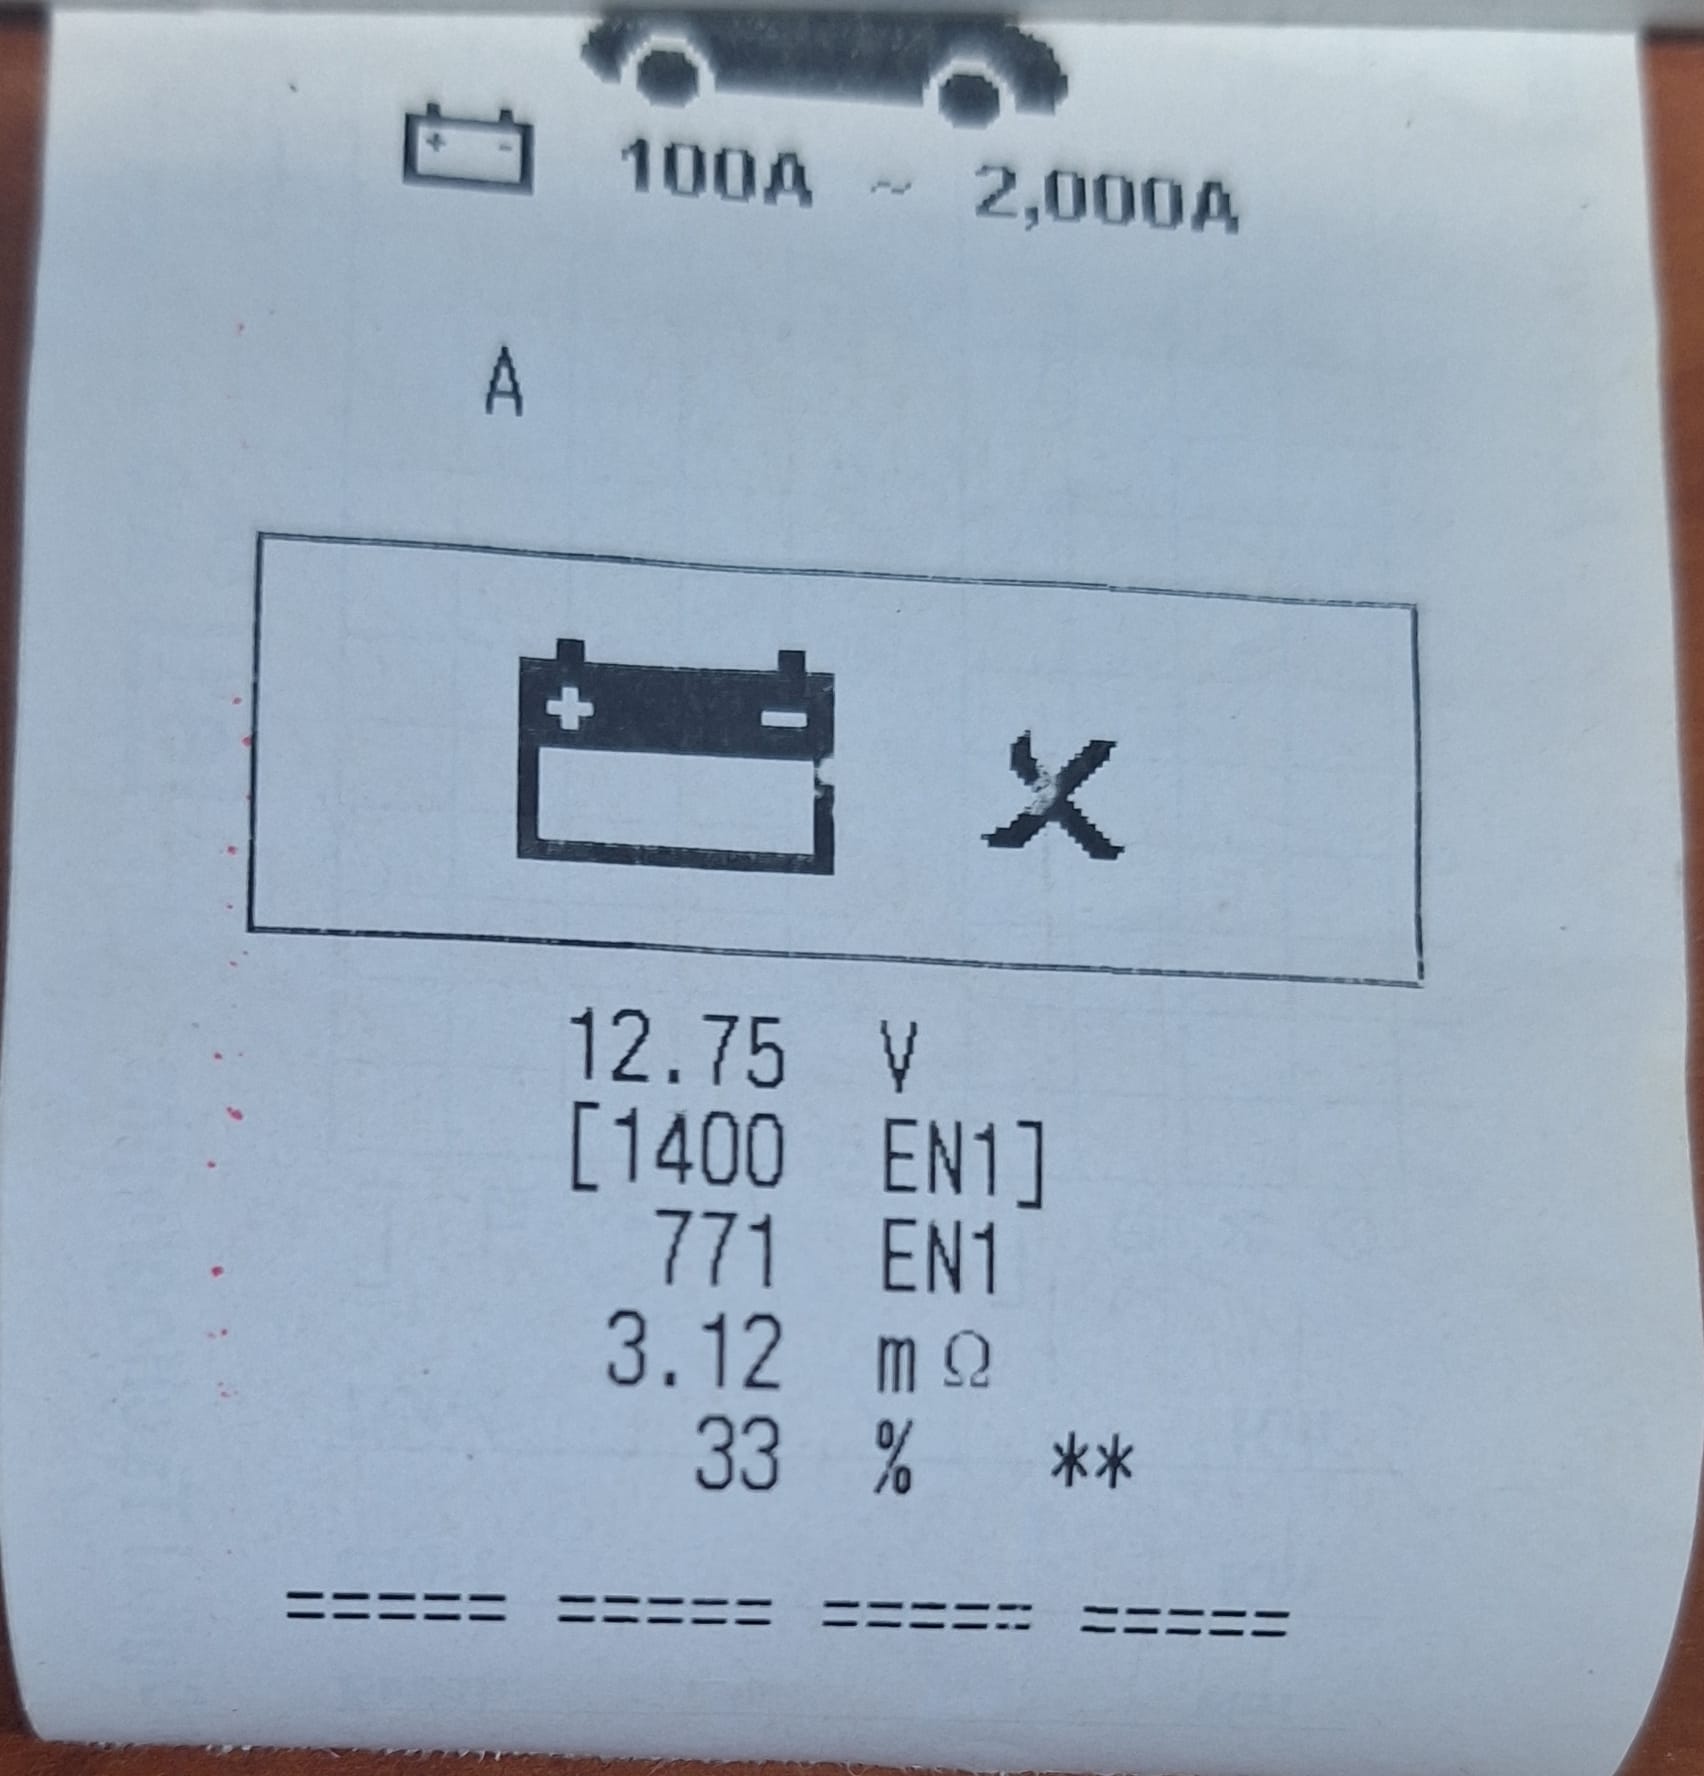 + - 100A ~ 2,000A
A
+ -
12.75 V
[1400 EN1]
771 EN1
3.12 mΩ
33 % **
===== ===== ===== =====